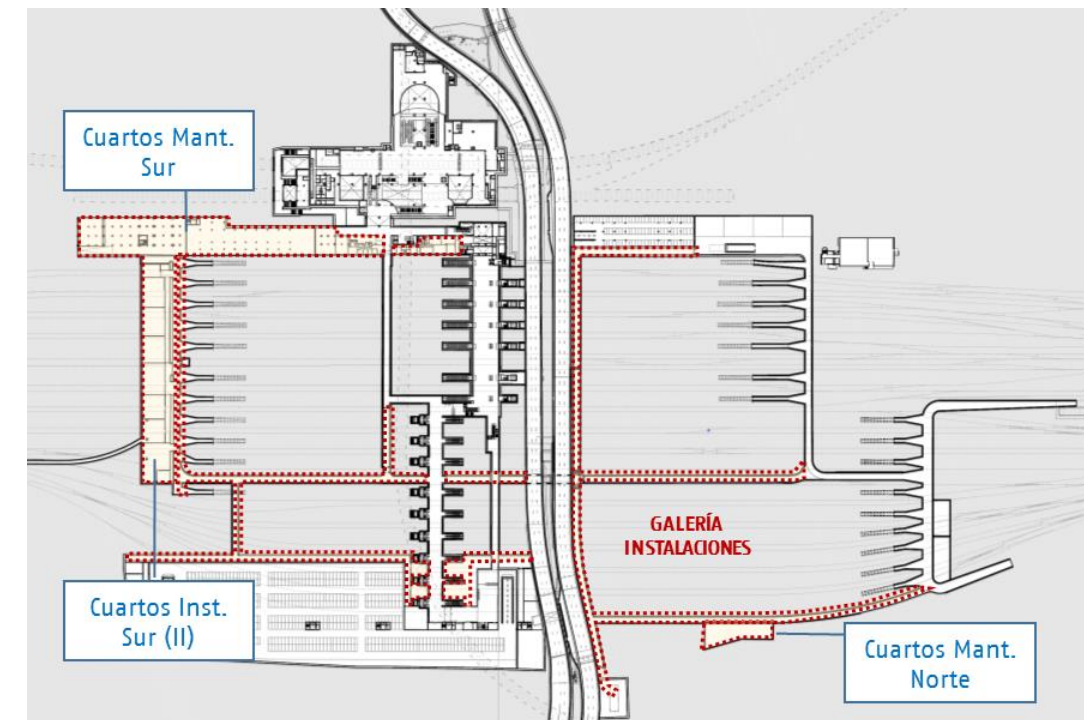 Cuartos Mant.
Sur
GALERÍA
INSTALACIONES
Cuartos Inst.
Sur (II)
Cuartos Mant.
Norte